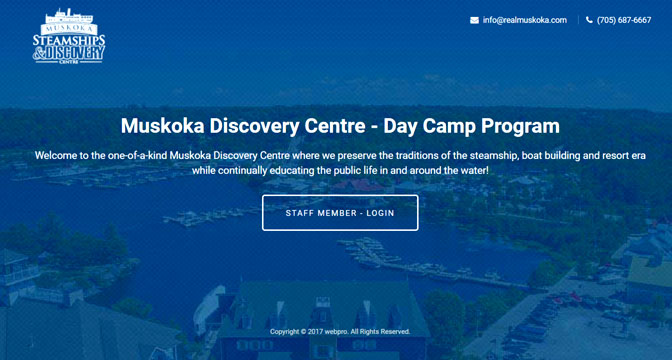 MUSKOKA
STEAMSHIPS
& DISCOVERY
CENTRE
info@realmuskoka.com
(705) 687-6667
Muskoka Discovery Centre - Day Camp Program
Welcome to the one-of-a-kind Muskoka Discovery Centre where we preserve the traditions of the steamship, boat building and resort era
while continually educating the public life in and around the water!
STAFF MEMBER - LOGIN
Copyright © 2017 webpro. All Rights Reserved.